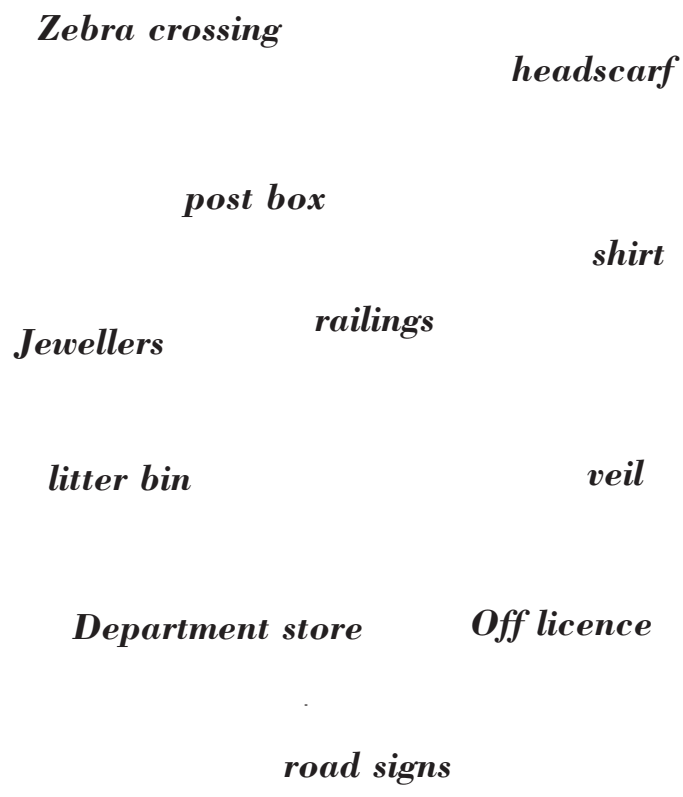 Zebra crossing
headscarf
post box
shirt
railings
Jewellers
litter bin
veil
Department store
Off licence
road signs